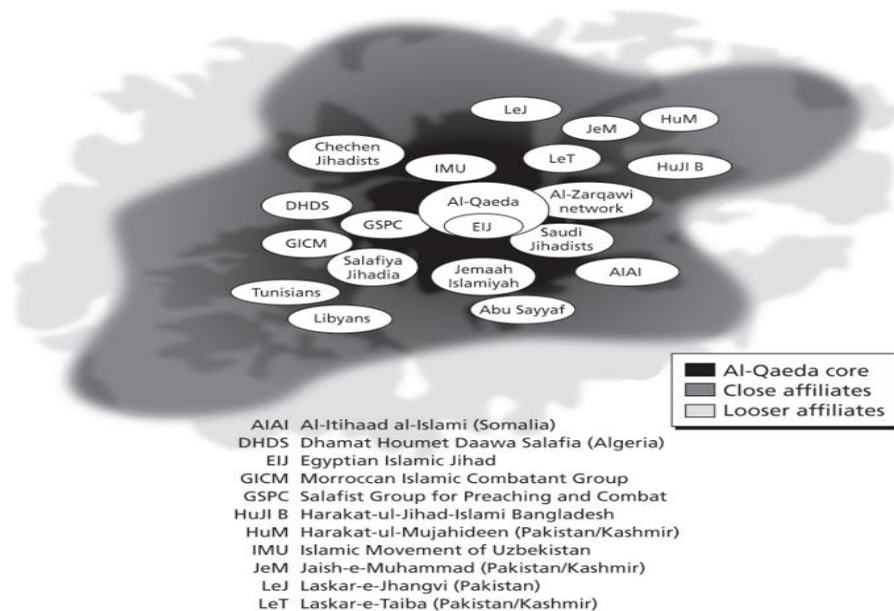 LeJ
JeM
HuM
Chechen
Jihadists
IMU
LeT
HuJI B
DHDS
Al-Qaeda
Al-Zarqawi
network
GSPC
EIJ
GICM
Saudi
Jihadists
Salafiya
Jihadia
Jemaah
Islamiyah
AIAI
Tunisians
Libyans
Abu Sayyaf
Al-Qaeda core
Close affiliates
Looser affiliates
AIAI Al-Itihaad al-Islami (Somalia)
DHDS Dhamat Houmet Daawa Salafia (Algeria)
EIJ Egyptian Islamic Jihad
GICM Morroccan Islamic Combatant Group
GSPC Salafist Group for Preaching and Combat
HuJI B Harakat-ul-Jihad-Islami Bangladesh
HuM Harakat-ul-Mujahideen (Pakistan/Kashmir)
IMU Islamic Movement of Uzbekistan
JeM Jaish-e-Muhammad (Pakistan/Kashmir)
LeJ Laskar-e-Jhangvi (Pakistan)
LeT Laskar-e-Taiba (Pakistan/Kashmir)